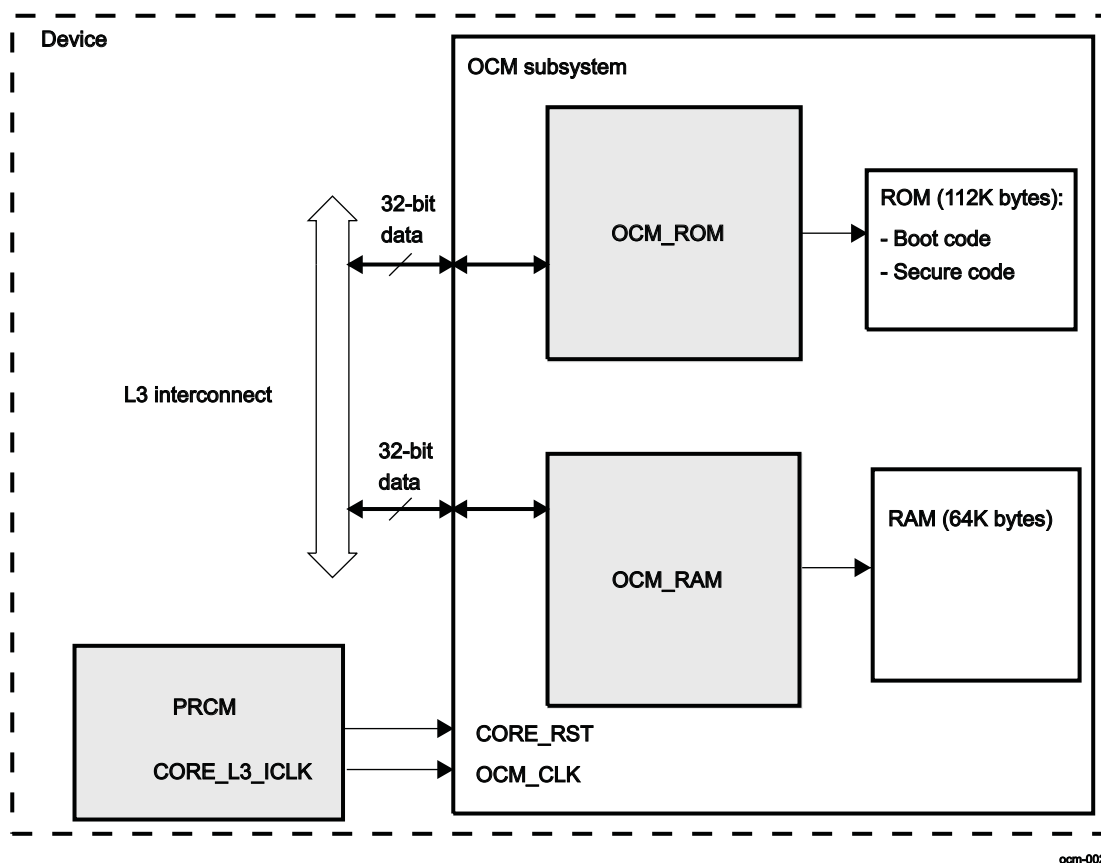 Device
OCM subsystem
32-bit
data
OCM_ROM
ROM (112K bytes):
- Boot code
- Secure code
L3 interconnect
32-bit
data
OCM_RAM
RAM (64K bytes)
PRCM
CORE_RST
CORE_L3_ICLK
OCM_CLK